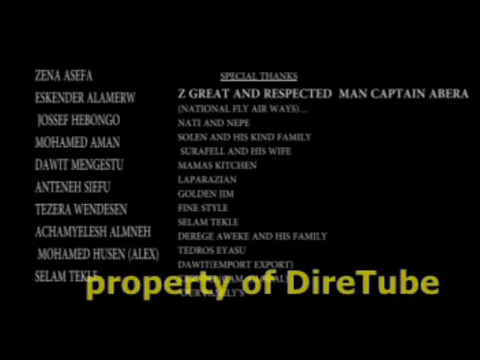 ZENA ASEFA
ESKENDER ALAMERW
JOSSEF HEBONGO
MOHAMED AMAN
DAWIT MENGESTU
ANTENEH SIEFU
TEZERA WENDESEN
ACHAMYELESH ALMNEH
MOHAMED HUSEN (ALEX)
SELAM TEKLE
SPECIAL THANKS
Z GREAT AND RESPECTED MAN CAPTAIN ABERA
(NATIONAL FLY AIR WAYS)....
NATI AND NEPE
SOLEN AND HIS KIND FAMILY
SURAFELL AND HIS WIFE
MAMAS KITCHEN
LAPARAZIAN
GOLDEN JIM
FINE STYLE
SELAM TEKLE
DEREGE AWEKE AND HIS FAMILY
TEDROS EYASU
DAWIT(EMPORT EXPORT)
OUR FAMILY'S
property of DireTube